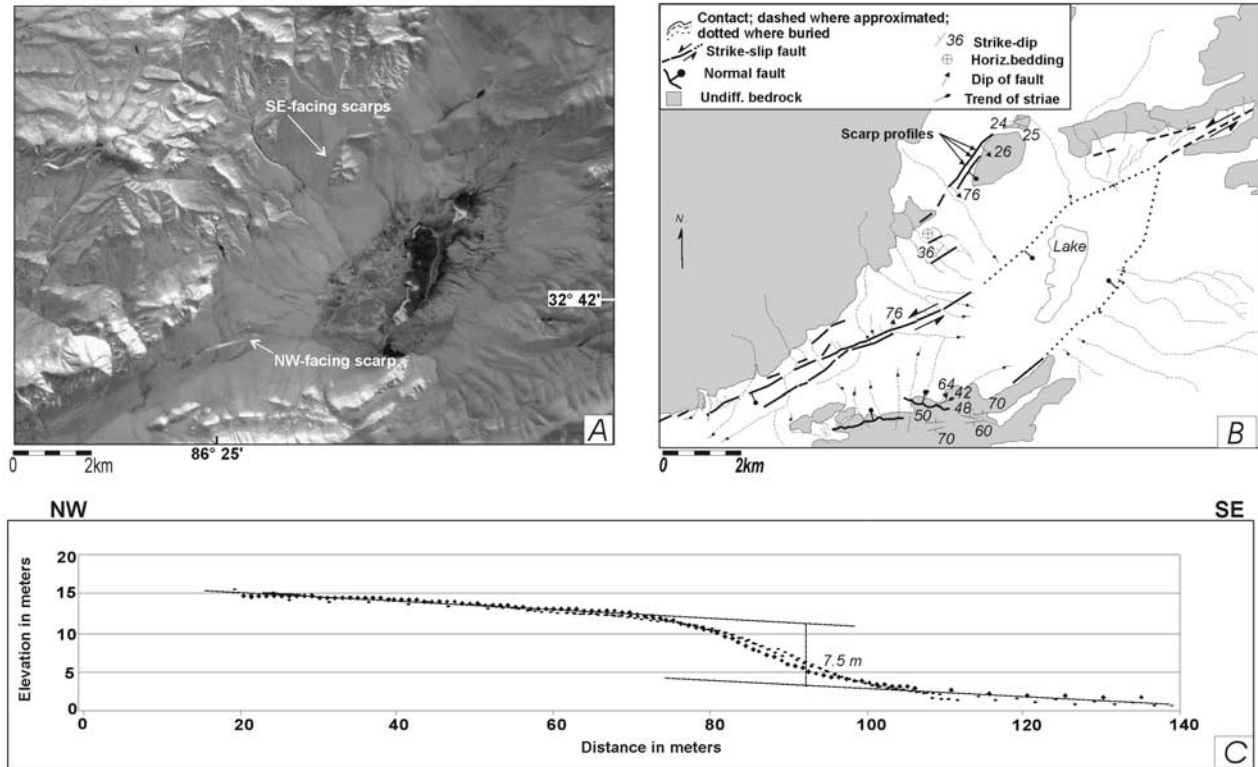 SE-facing scarps
32° 42'
NW-facing scarp
A
0 2km
86° 25'
Contact; dashed where approximated;
dotted where buried
Strike-slip fault
Normal fault
Undiff. bedrock
36 Strike-dip
Horiz.bedding
Dip of fault
Trend of striae
Scarp profiles
24
25
26
76
N
36
Lake
76
64
42
48
70
50
70
60
B
0 2km
NW
SE
Elevation in meters
20
15
10
5
0
7.5 m
0 20 40 60 80 100 120 140
Distance in meters
C